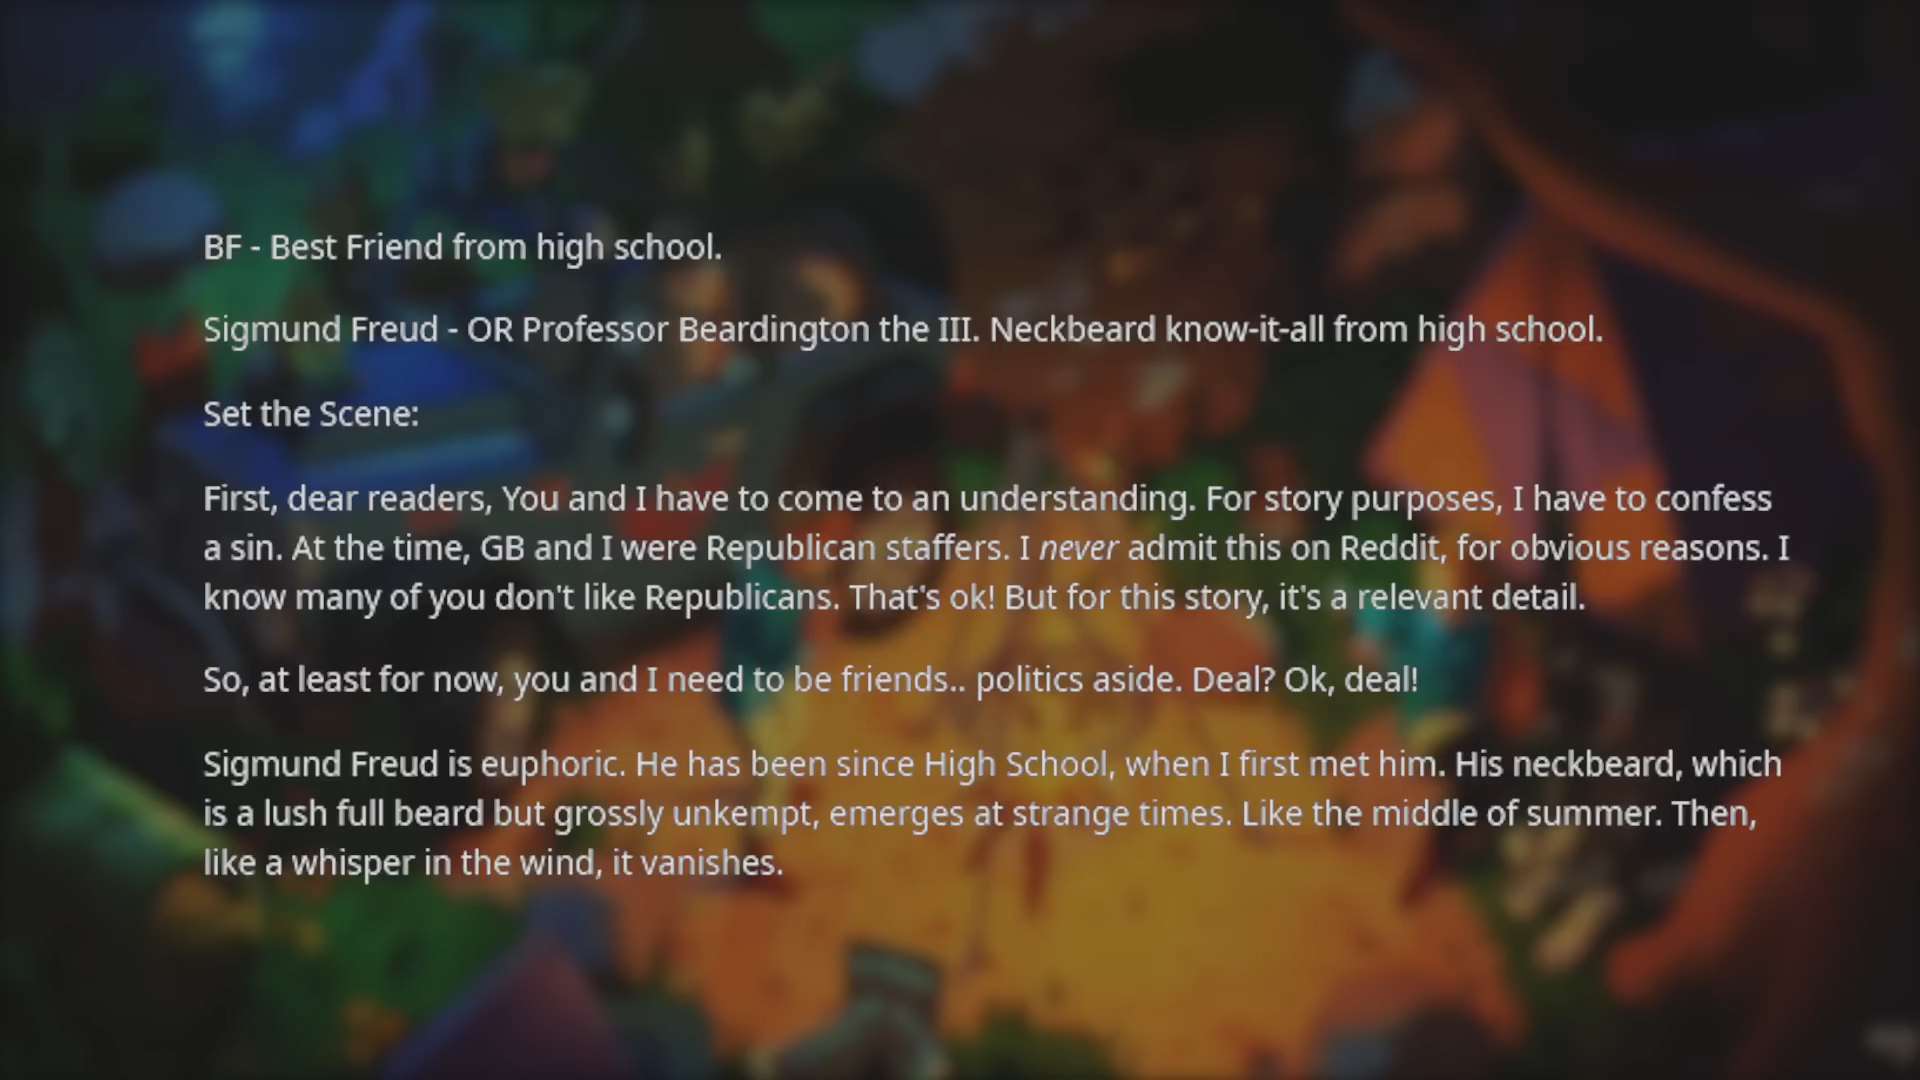 BF - Best Friend from high school.
Sigmund Freud - OR Professor Beardington the III. Neckbeard know-it-all from high school.
Set the Scene:
First, dear readers, You and I have to come to an understanding. For story purposes, I have to confess
a sin. At the time, GB and I were Republican staffers. I never admit this on Reddit, for obvious reasons. I
know many of you don't like Republicans. That's ok! But for this story, it's a relevant detail.
So, at least for now, you and I need to be friends.. politics aside. Deal? Ok, deal!
Sigmund Freud is euphoric. He has been since High School, when I first met him. His neckbeard, which
is a lush full beard but grossly unkempt, emerges at strange times. Like the middle of summer. Then,
like a whisper in the wind, it vanishes.